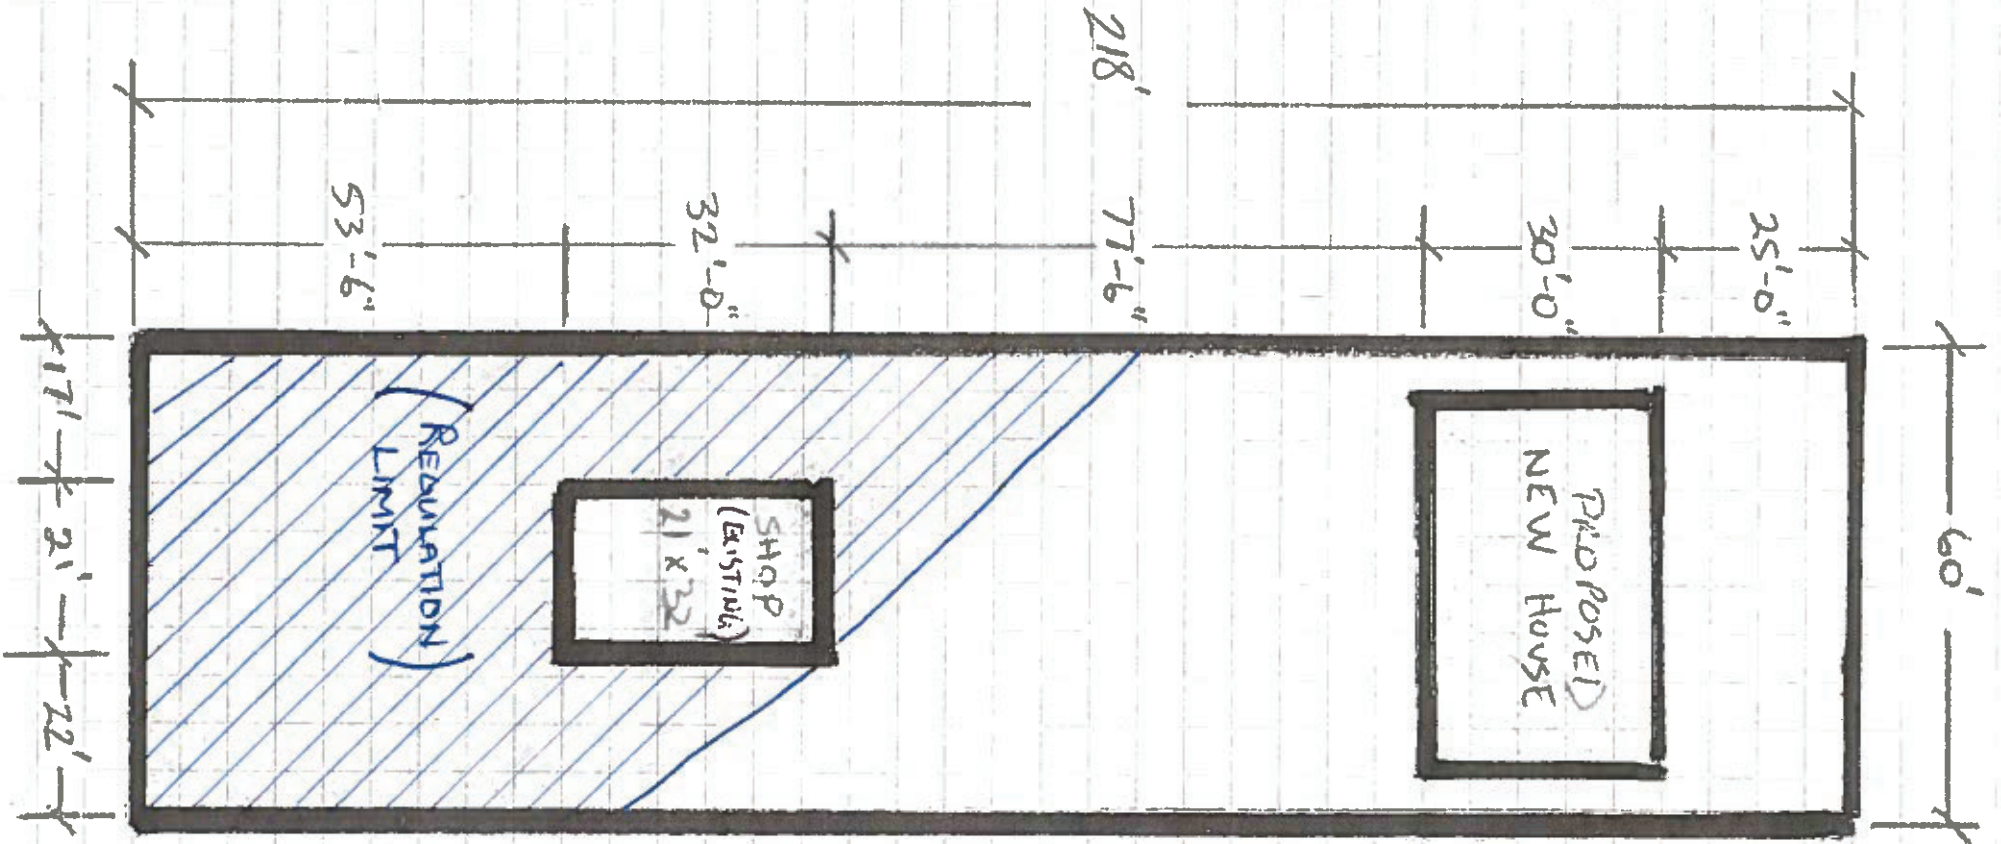 218'
53'-6"
32'-0"
77'-6"
30'-0"
25'-0"
17'
21'
22'
60'
(REGULATION)
LIMIT
SHOP
(EXISTING)
21' x 32'
PROPOSED
NEW HOUSE